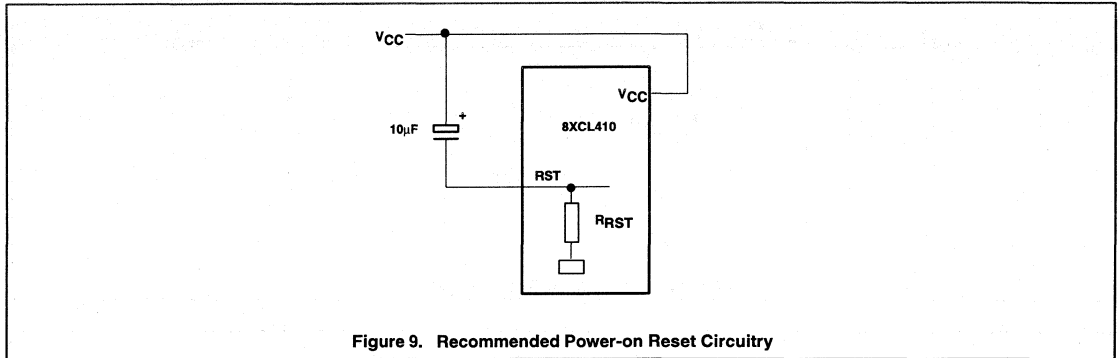 VCC
VCC
8XCL410
+
10µF
RST
RRST
Figure 9. Recommended Power-on Reset Circuitry